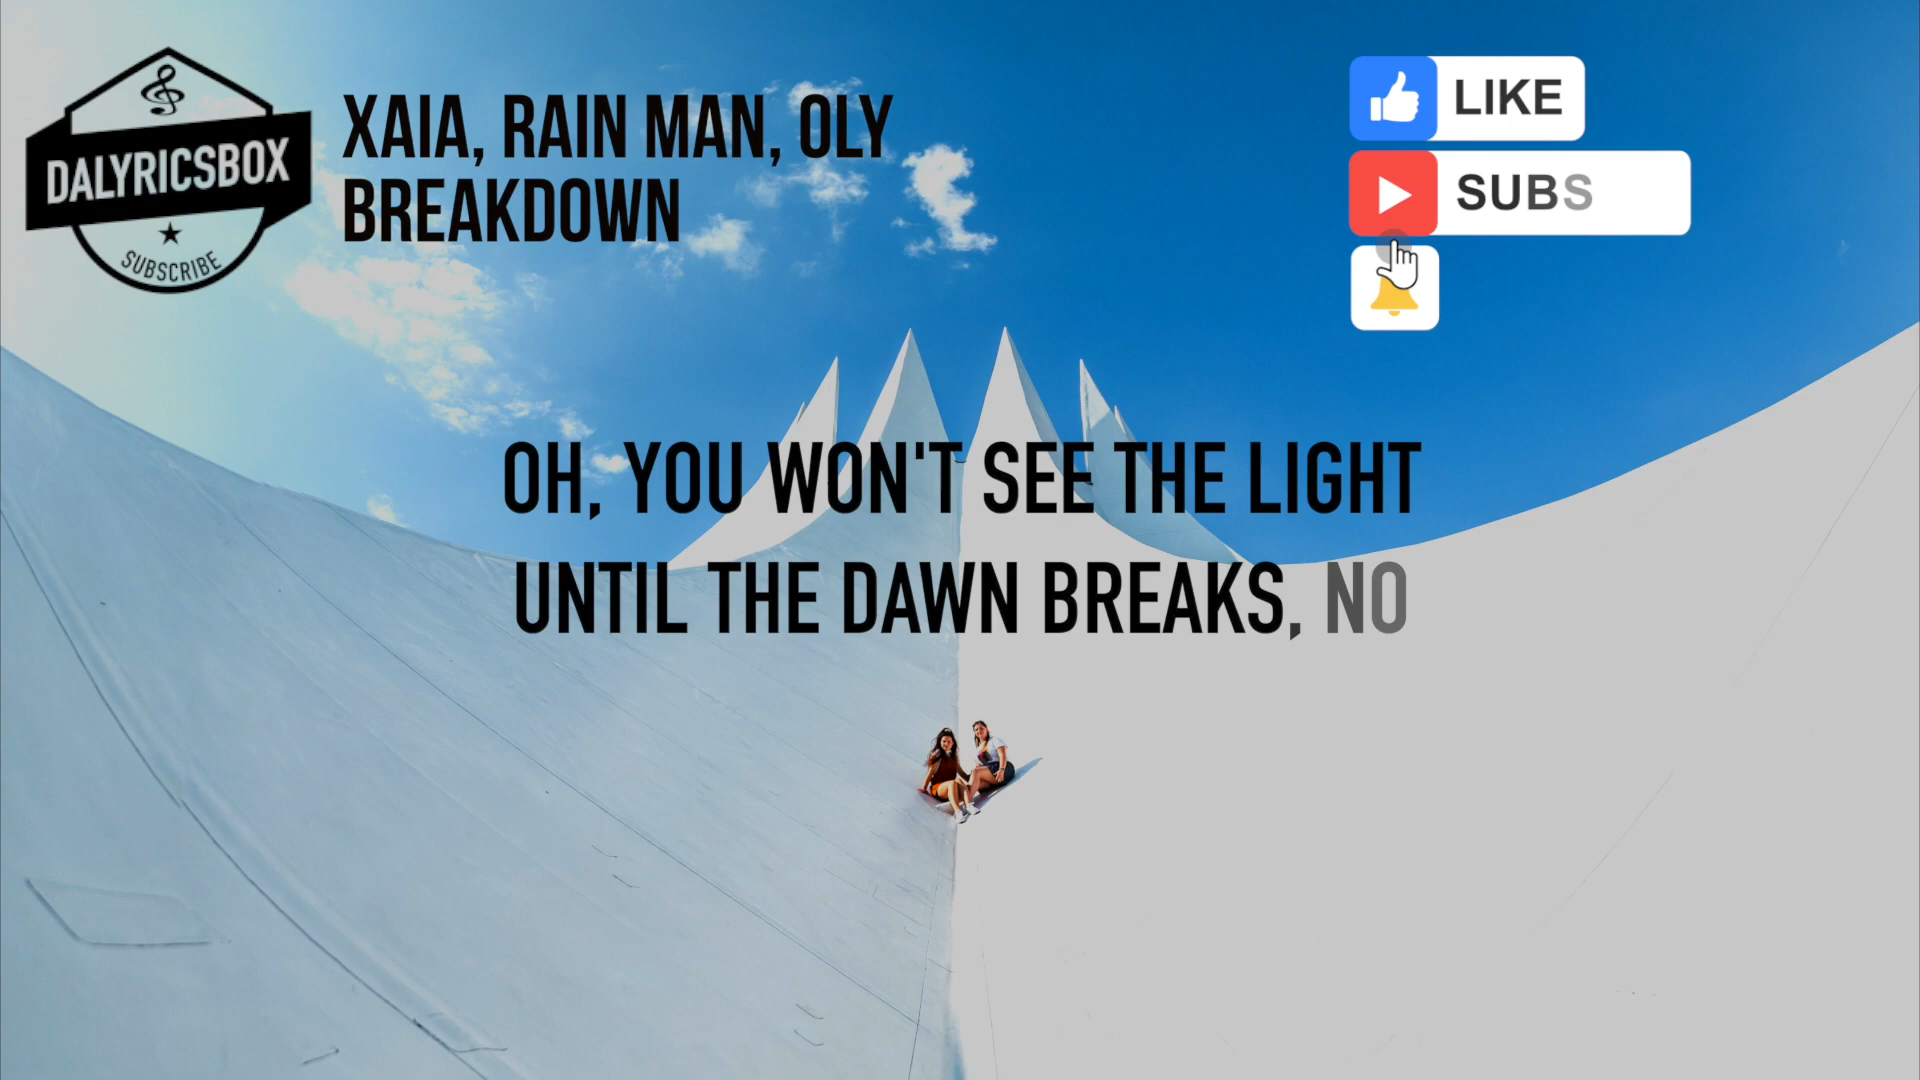 DALYRICSBOX
SUBSCRIBE
XAIA, RAIN MAN, OLY
BREAKDOWN
LIKE
SUBS
OH, YOU WON'T SEE THE LIGHT
UNTIL THE DAWN BREAKS, NO